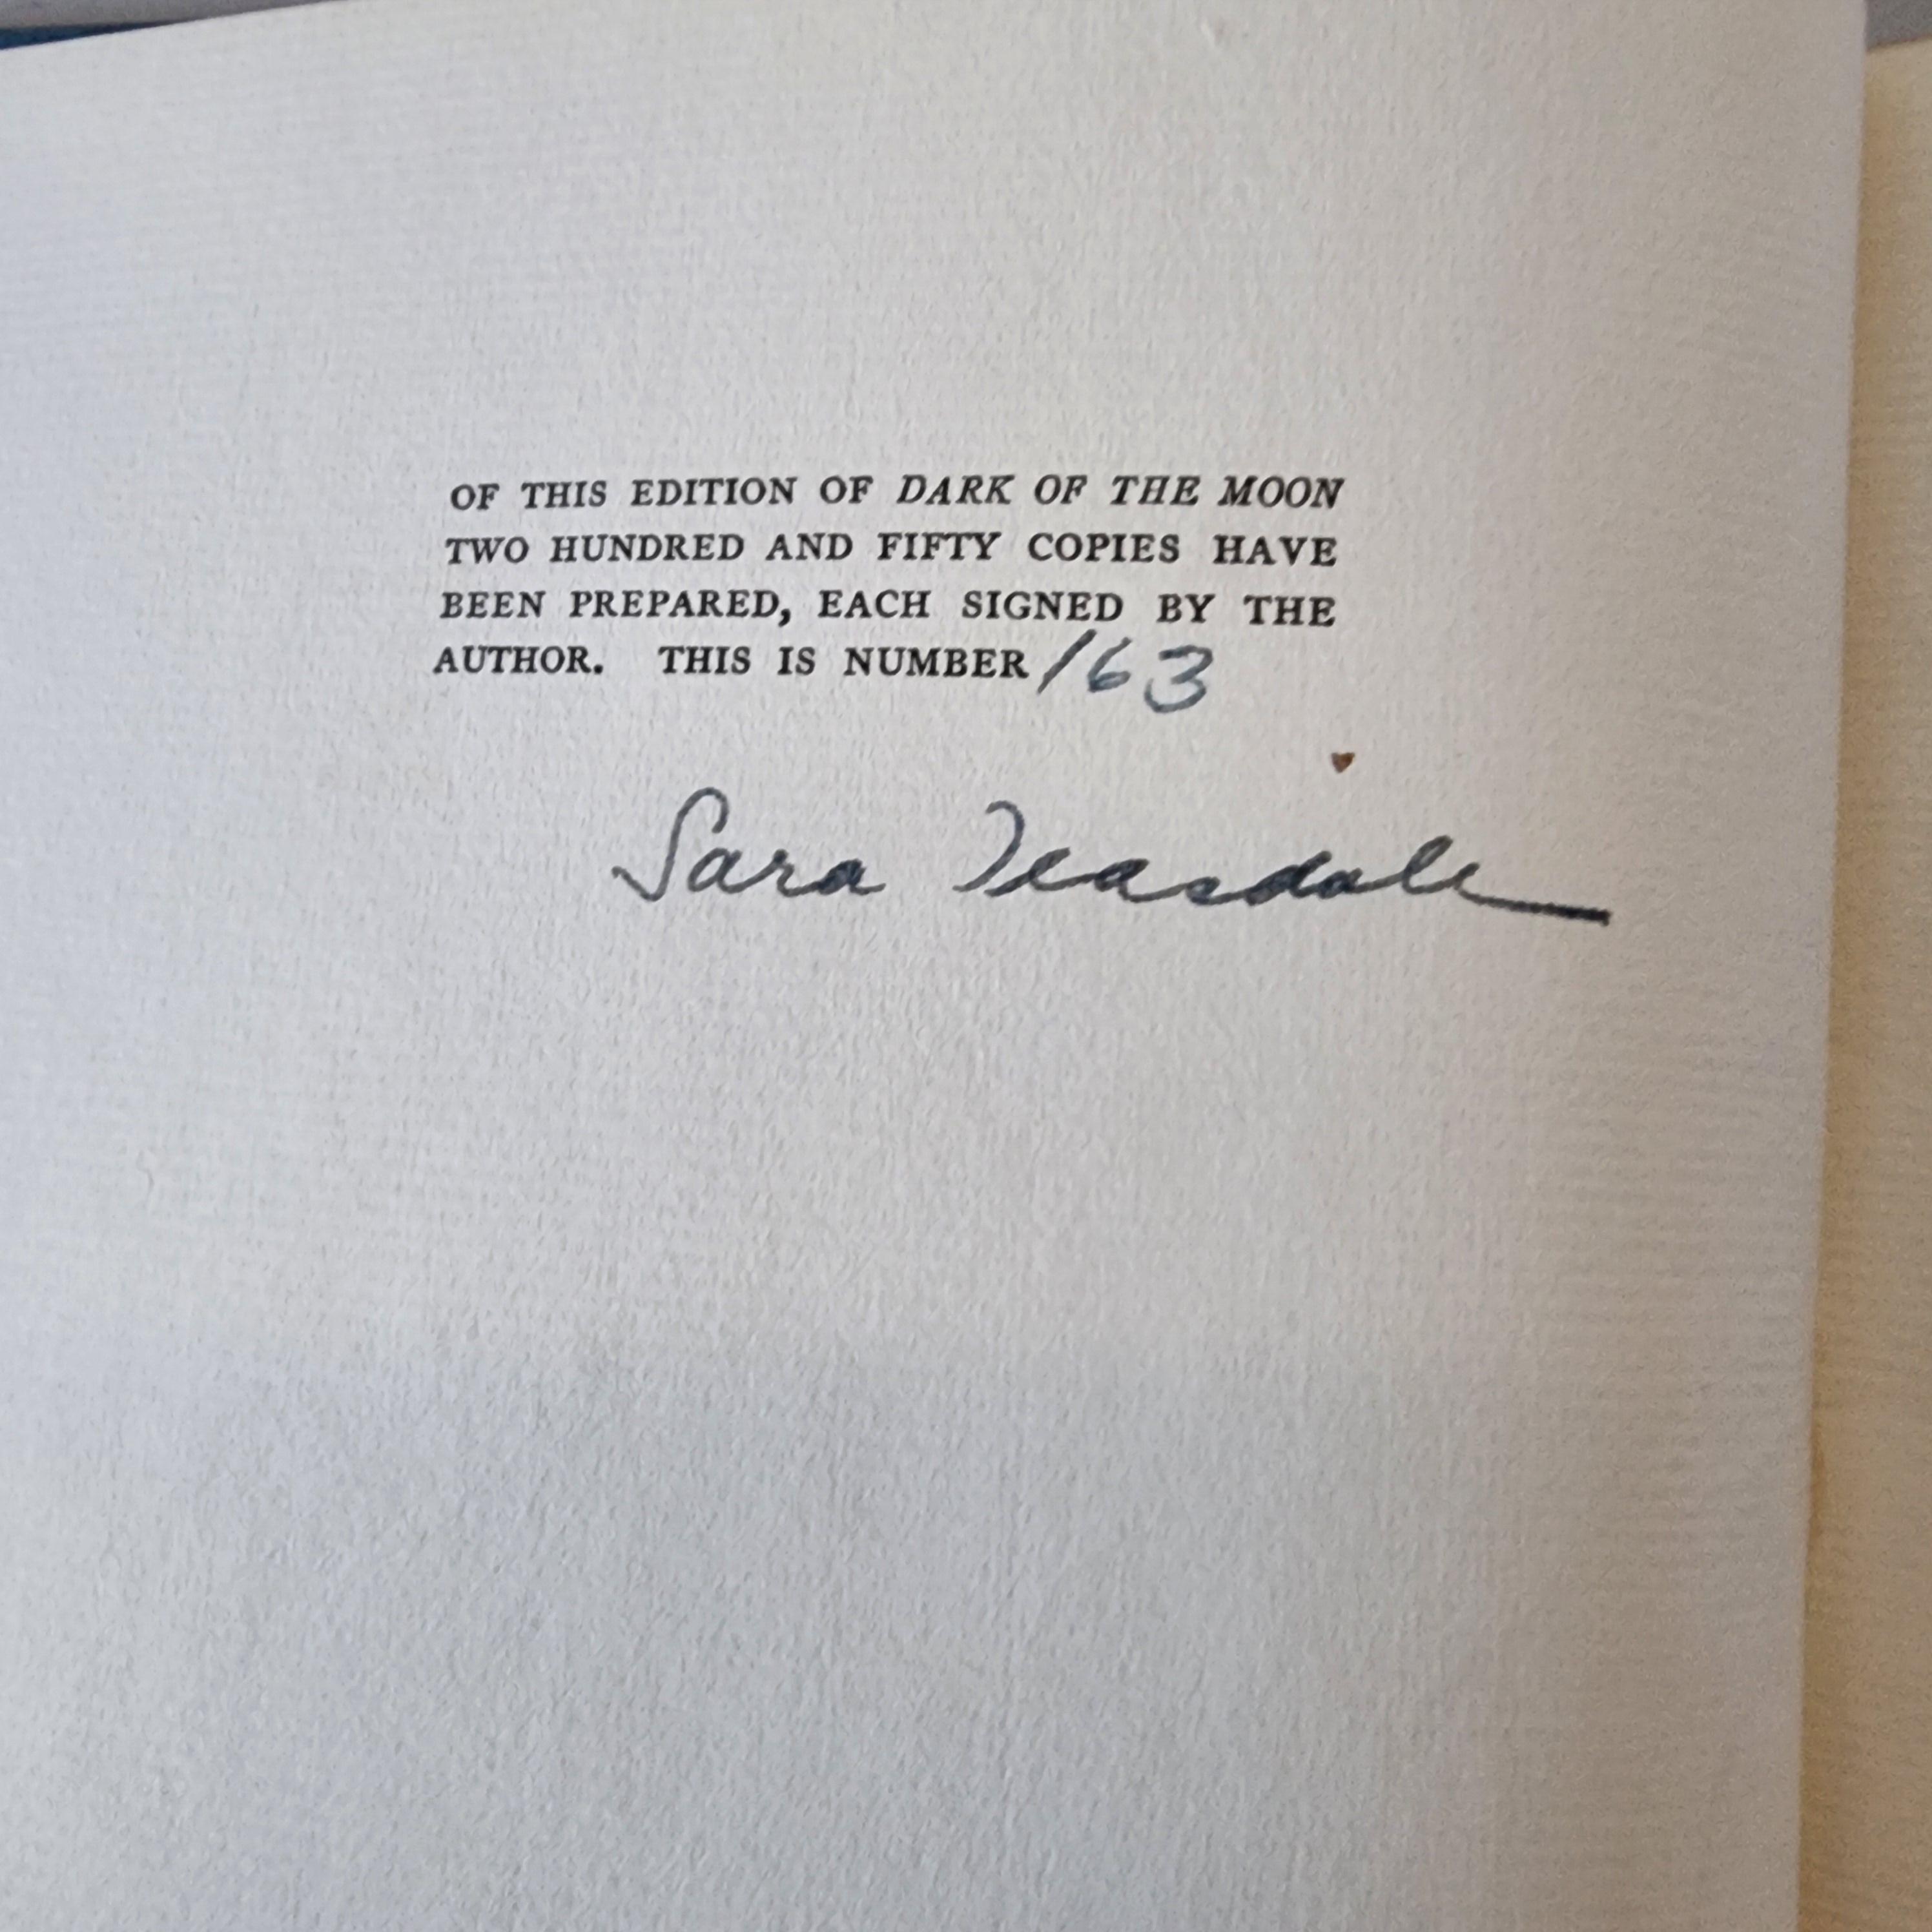 OF THIS EDITION OF DARK OF THE MOON
TWO HUNDRED AND FIFTY COPIES HAVE
BEEN PREPARED, EACH SIGNED BY THE
AUTHOR. THIS IS NUMBER 163
Sara Teasdale